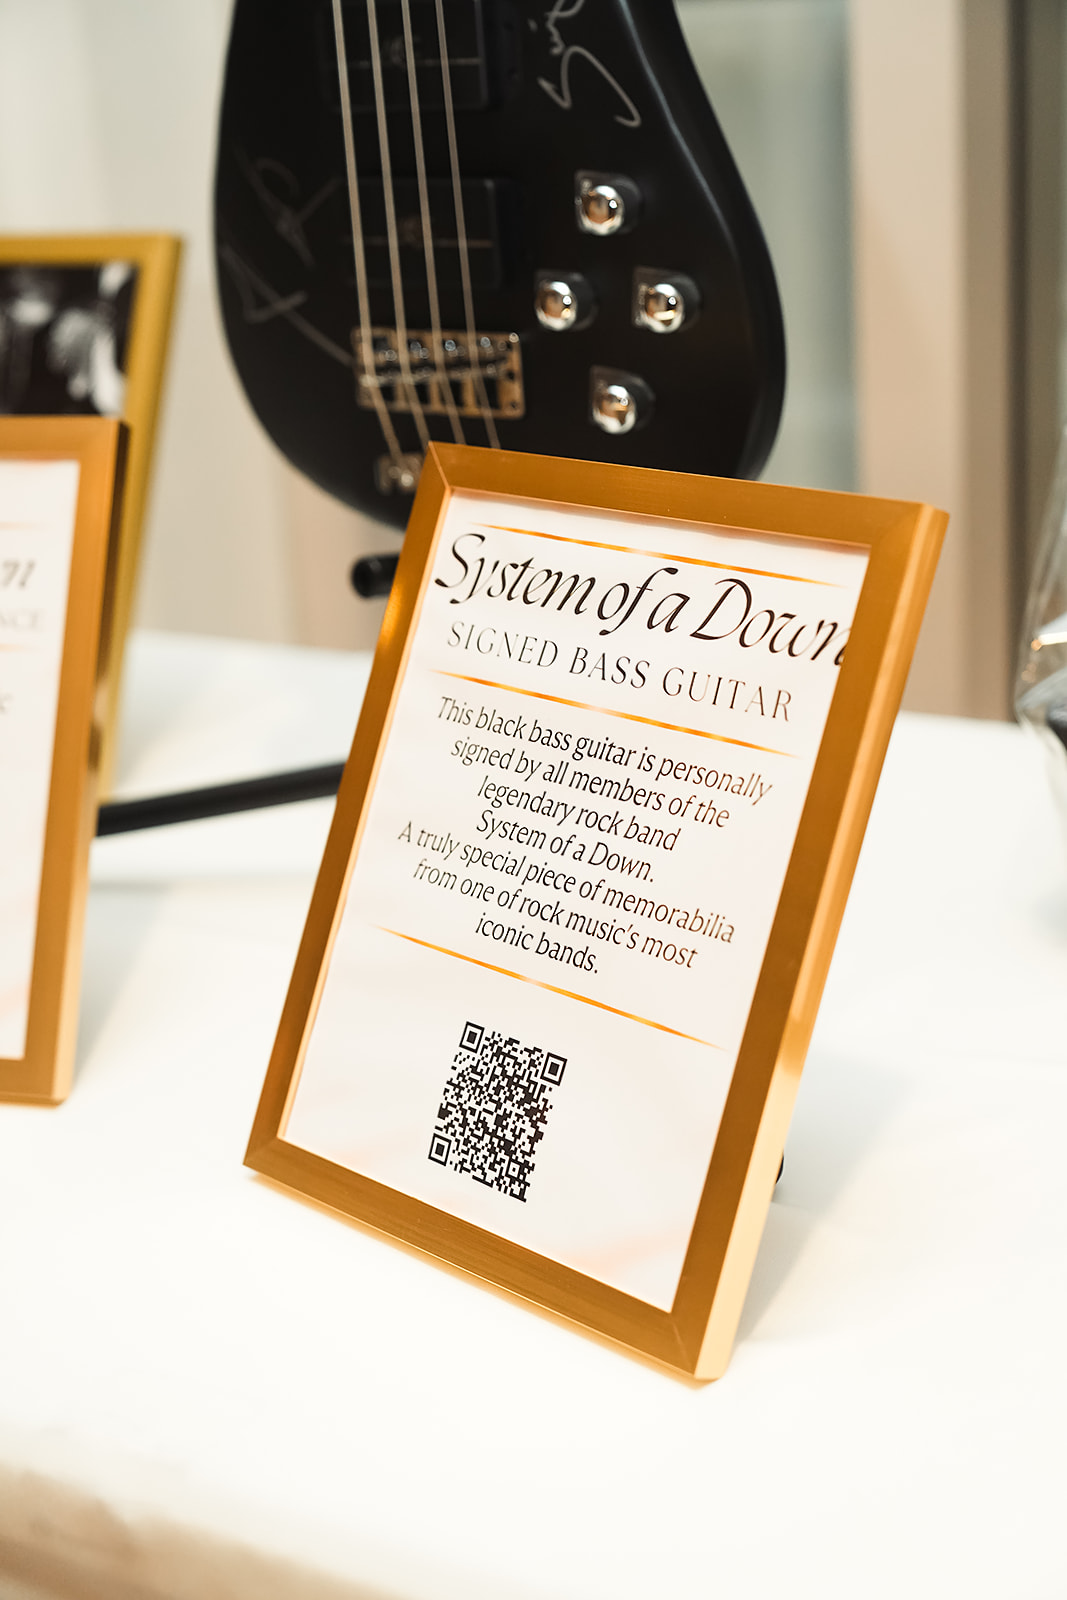 System of a Down
SIGNED BASS GUITAR
This black bass guitar is personally
signed by all members of the
legendary rock band
System of a Down.
A truly special piece of memorabilia
from one of rock music's most
iconic bands.